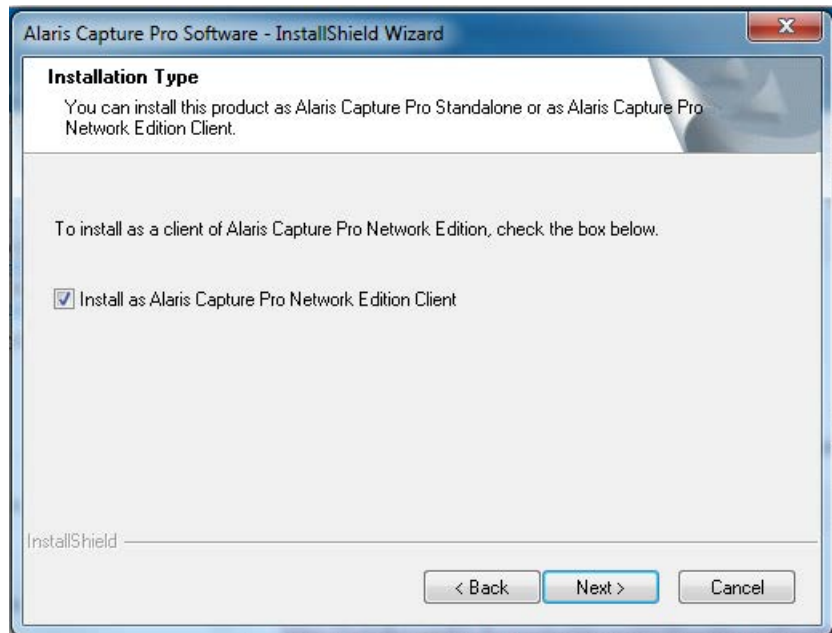 Alaris Capture Pro Software - InstallShield Wizard
Installation Type
You can install this product as Alaris Capture Pro Standalone or as Alaris Capture Pro
Network Edition Client.
To install as a client of Alaris Capture Pro Network Edition, check the box below.
Install as Alaris Capture Pro Network Edition Client
InstallShield
< Back
Next >
Cancel